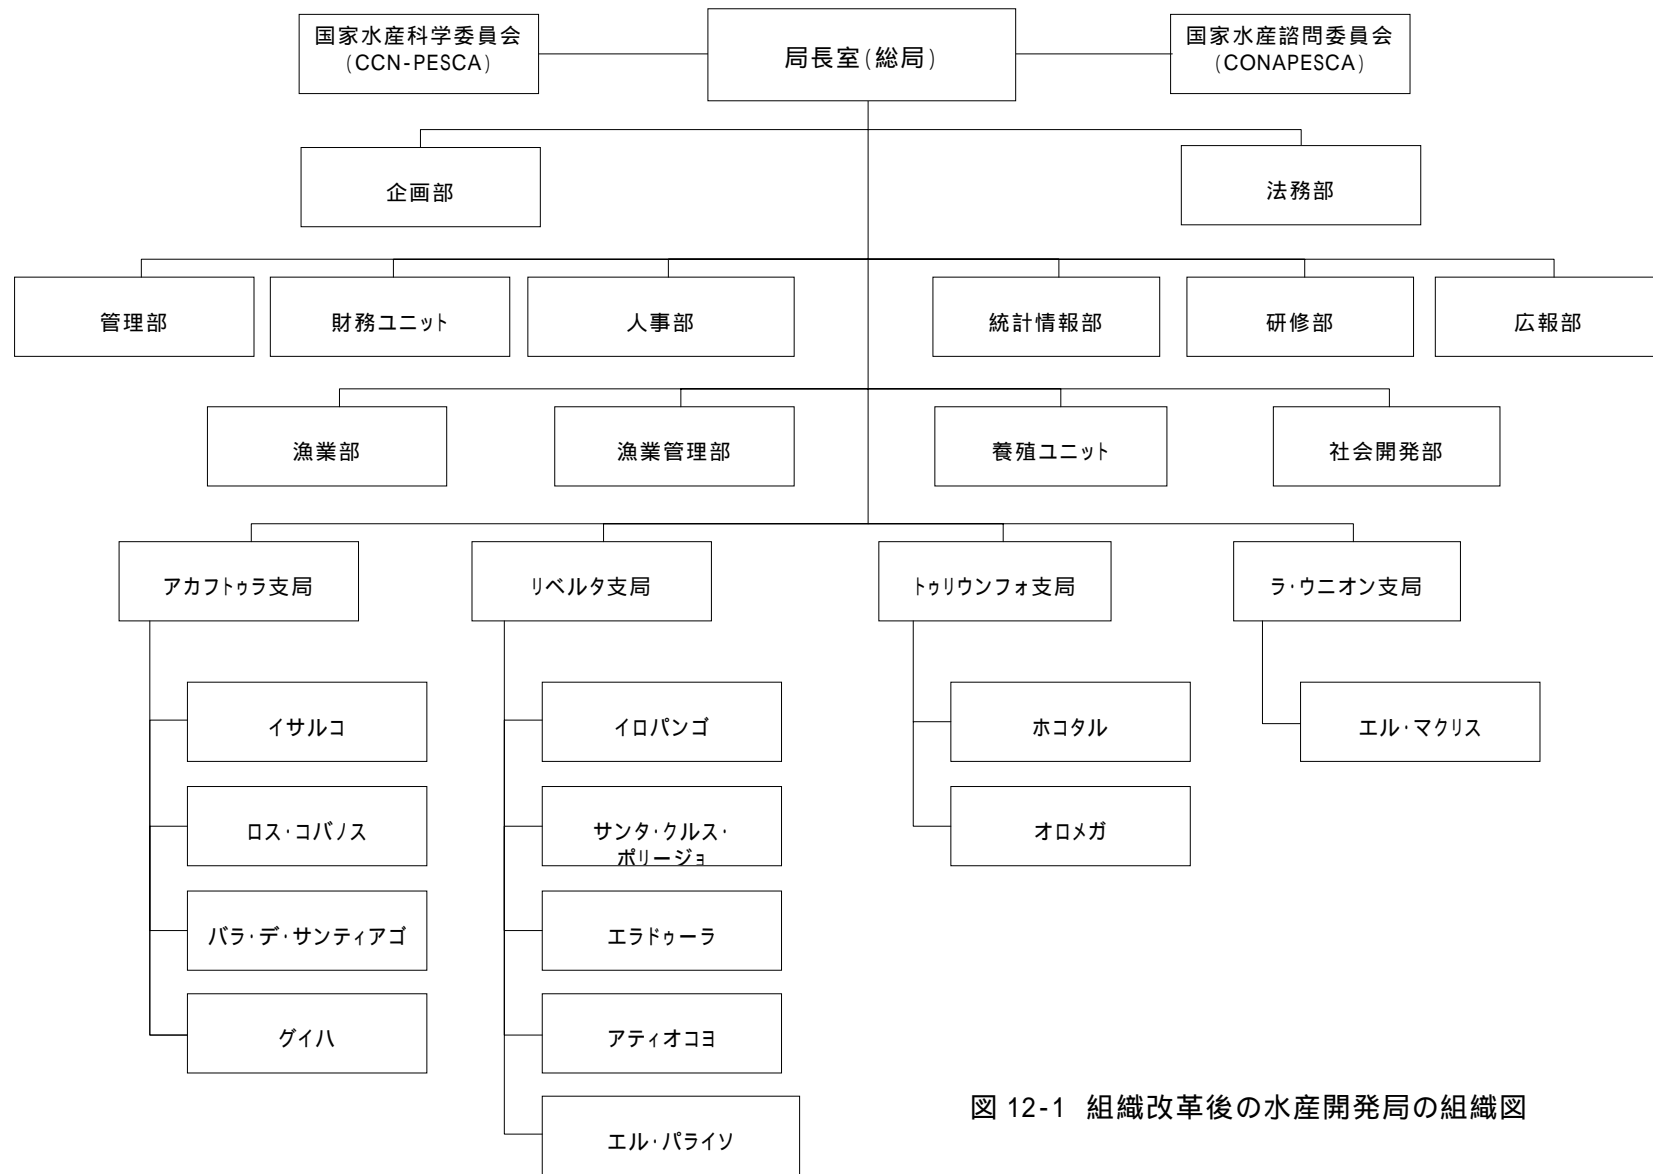 国家水産科学委員会
(CCN-PESCA)
局長室(総局)
国家水産諮問委員会
(CONAPESCA)
企画部
法務部
管理部
財務ユニット
人事部
統計情報部
研修部
広報部
漁業部
漁業管理部
養殖ユニット
社会開発部
アカフトゥラ支局
リベルタ支局
トゥリウンフォ支局
ラ・ウニオン支局
イサルコ
イロパンゴ
ホコタル
エル・マクリス
ロス・コバノス
サンタ・クルス・
ポリージョ
オロメガ
バラ・デ・サンティアゴ
エラドゥーラ
グイハ
アティオコヨ
エル・パライソ
図 12-1 組織改革後の水産開発局の組織図